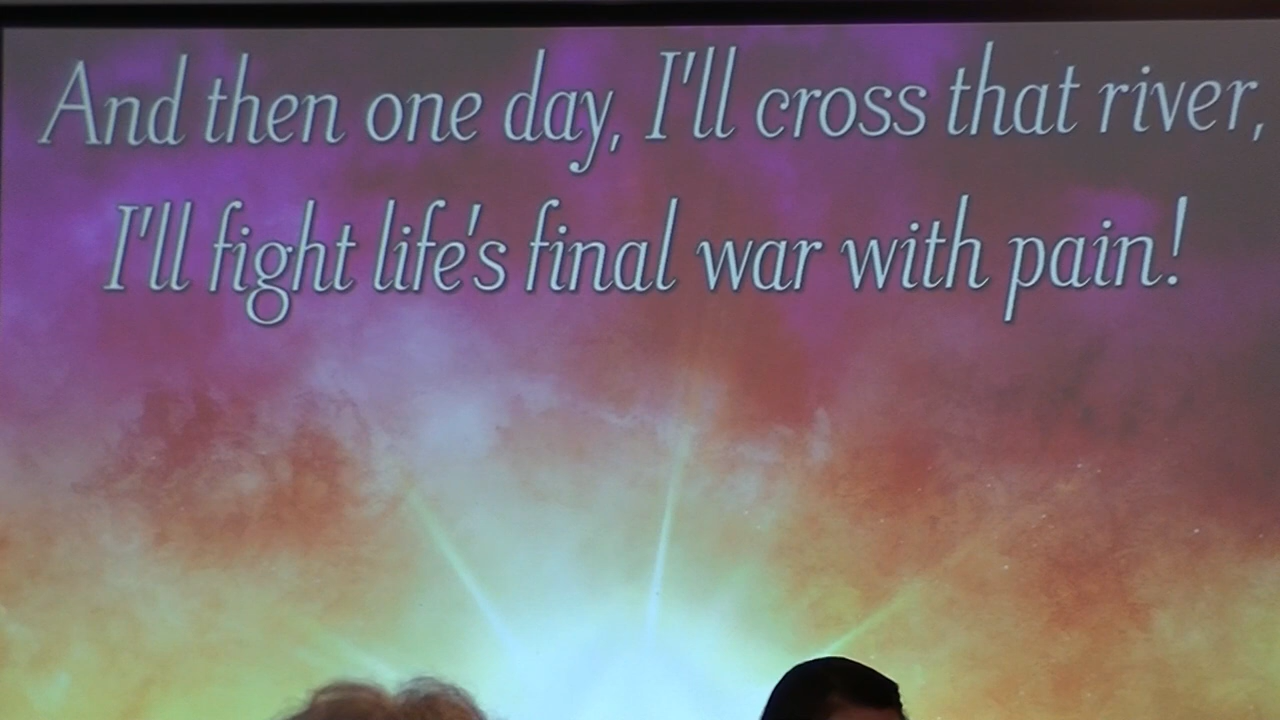 And then one day, I'll cross that river,
I'll fight life's final war with pain!